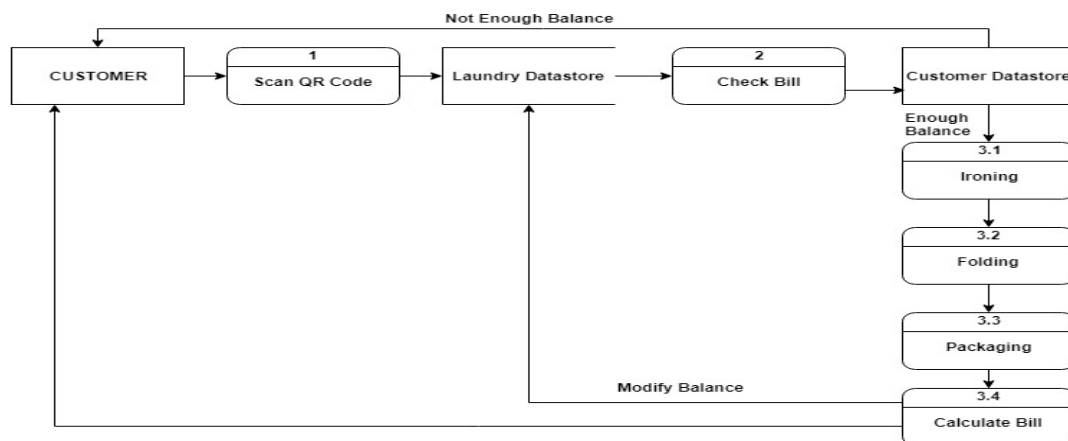 Not Enough Balance
CUSTOMER
1
Scan QR Code
Laundry Datastore
2
Check Bill
Customer Datastore
Enough
Balance
3.1
Ironing
3.2
Folding
3.3
Packaging
Modify Balance
3.4
Calculate Bill